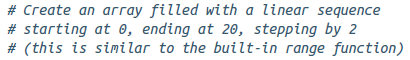 # Create an array filled with a linear sequence
# starting at 0, ending at 20, stepping by 2
# (this is similar to the built-in range function)